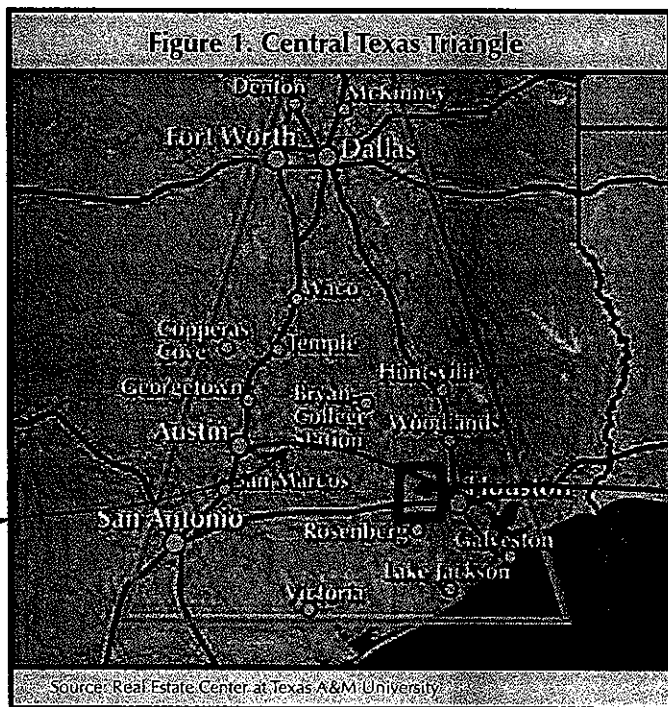 Figure 1. Central Texas Triangle
Denton
McKinney
Fort Worth
Dallas
Waco
Copperas
Cove
Temple
Georgetown
Huntsville
Bryan
College
Station
Woodlands
Austin
San Marcos
Houston
San Antonio
Rosenberg
Galveston
Lake Jackson
Victoria
Source: Real Estate Center at Texas A&M University